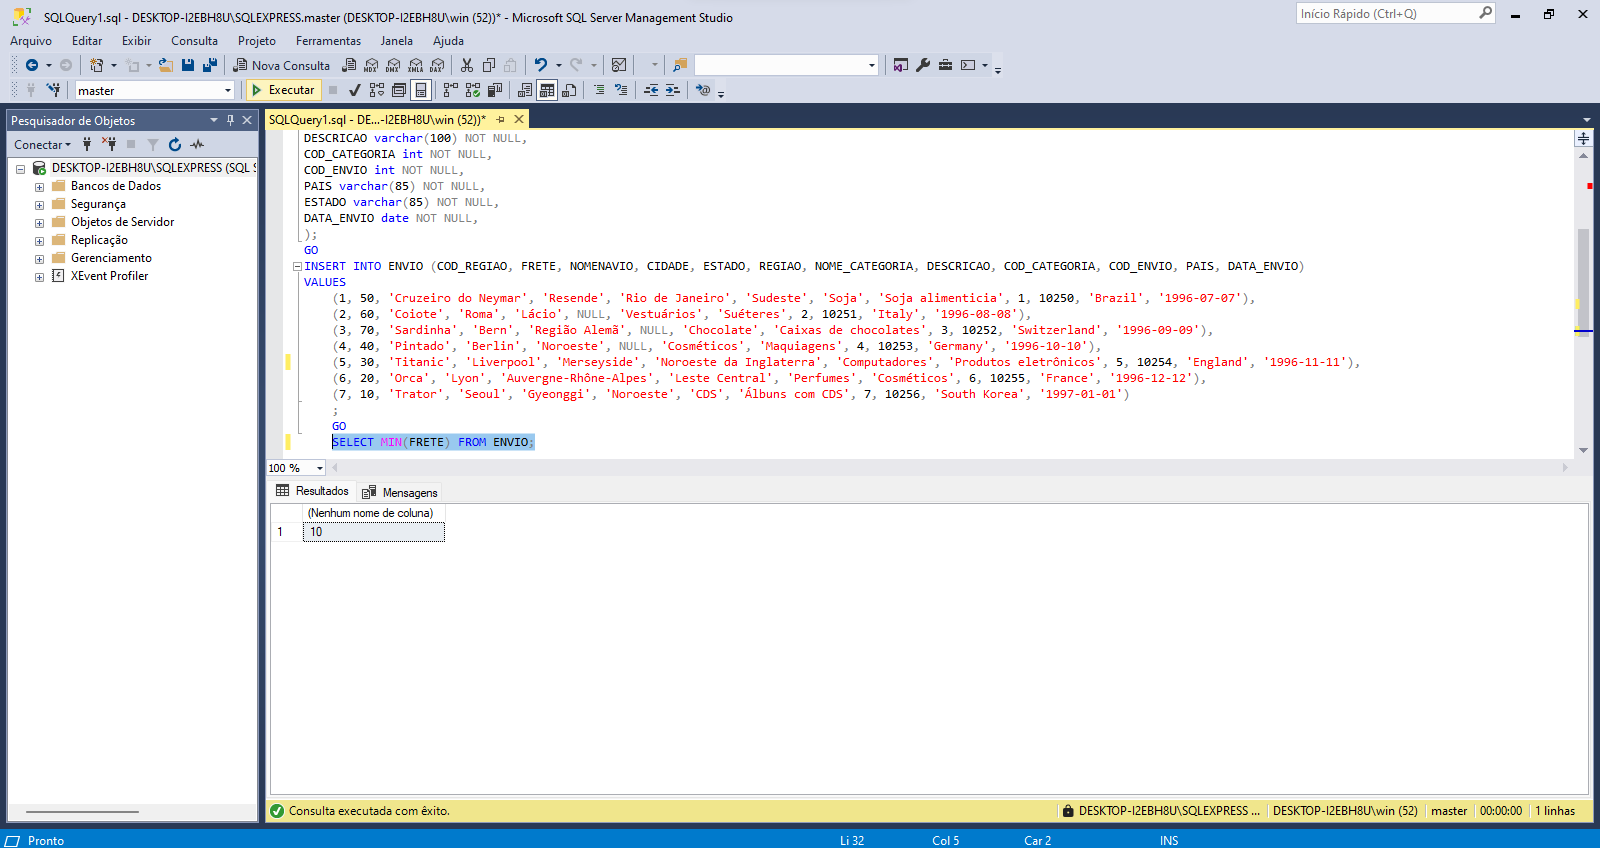 SQLQuery1.sql - DESKTOP-I2EBH8U\SQLEXPRESS.master (DESKTOP-I2EBH8U\win (52))* - Microsoft SQL Server Management Studio
Início Rápido (Ctrl+Q)
Arquivo Editar Exibir Consulta Projeto Ferramentas Janela Ajuda
Nova Consulta MDX DMX XMLA DAX
master Executar
Pesquisador de Objetos
SQLQuery1.sql - DE...-I2EBH8U\win (52))*
Conectar
DESKTOP-I2EBH8U\SQLEXPRESS (SQL S
Bancos de Dados
Segurança
Objetos de Servidor
Replicação
Gerenciamento
XEvent Profiler
DESCRICAO varchar(100) NOT NULL,
COD_CATEGORIA int NOT NULL,
COD_ENVIO int NOT NULL,
PAIS varchar(85) NOT NULL,
ESTADO varchar(85) NOT NULL,
DATA_ENVIO date NOT NULL,
);
GO
INSERT INTO ENVIO (COD_REGIAO, FRETE, NOMENAVIO, CIDADE, ESTADO, REGIAO, NOME_CATEGORIA, DESCRICAO, COD_CATEGORIA, COD_ENVIO, PAIS, DATA_ENVIO)
VALUES
(1, 50, 'Cruzeiro do Neymar', 'Resende', 'Rio de Janeiro', 'Sudeste', 'Soja', 'Soja alimenticia', 1, 10250, 'Brazil', '1996-07-07'),
(2, 60, 'Coiote', 'Roma', 'Lácio', NULL, 'Vestuários', 'Suéteres', 2, 10251, 'Italy', '1996-08-08'),
(3, 70, 'Sardinha', 'Bern', 'Região Alemã', NULL, 'Chocolate', 'Caixas de chocolates', 3, 10252, 'Switzerland', '1996-09-09'),
(4, 40, 'Pintado', 'Berlin', 'Noroeste', NULL, 'Cosméticos', 'Maquiagens', 4, 10253, 'Germany', '1996-10-10'),
(5, 30, 'Titanic', 'Liverpool', 'Merseyside', 'Noroeste da Inglaterra', 'Computadores', 'Produtos eletrônicos', 5, 10254, 'England', '1996-11-11'),
(6, 20, 'Orca', 'Lyon', 'Auvergne-Rhône-Alpes', 'Leste Central', 'Perfumes', 'Cosméticos', 6, 10255, 'France', '1996-12-12'),
(7, 10, 'Trator', 'Seoul', 'Gyeonggi', 'Noroeste', 'CDS', 'Álbuns com CDS', 7, 10256, 'South Korea', '1997-01-01')
;
GO
SELECT MIN(FRETE) FROM ENVIO;
100 %
Resultados Mensagens
(Nenhum nome de coluna)
1 10
Consulta executada com êxito. DESKTOP-I2EBH8U\SQLEXPRESS ... DESKTOP-I2EBH8U\win (52) master 00:00:00 1 linhas
Pronto Li 32 Col 5 Car 2 INS